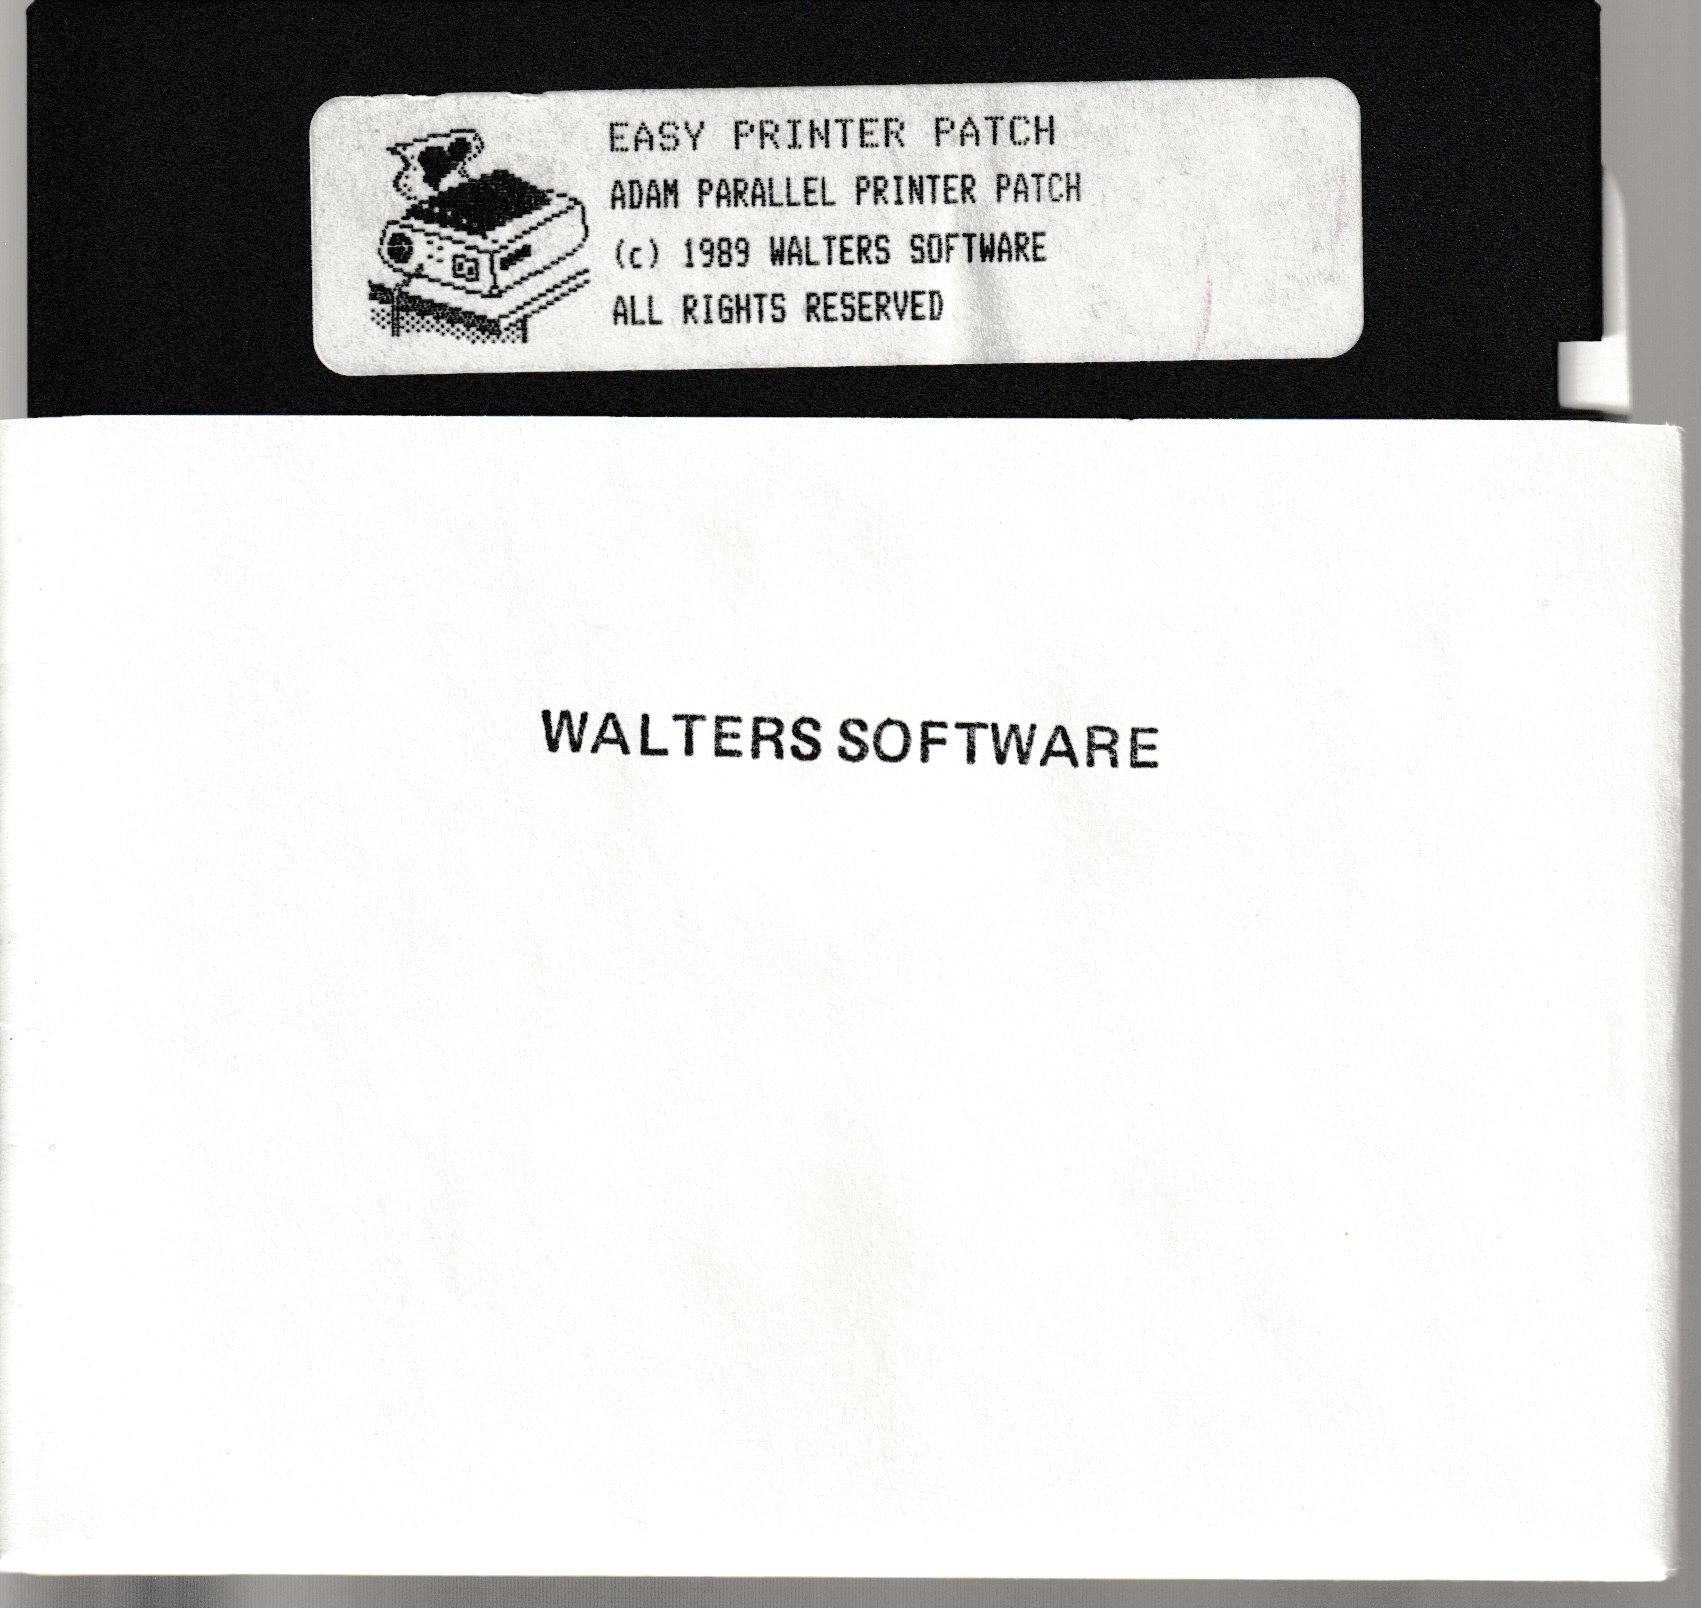 EASY PRINTER PATCH
ADAM PARALLEL PRINTER PATCH
(c) 1989 WALTERS SOFTWARE
ALL RIGHTS RESERVED
WALTERS SOFTWARE